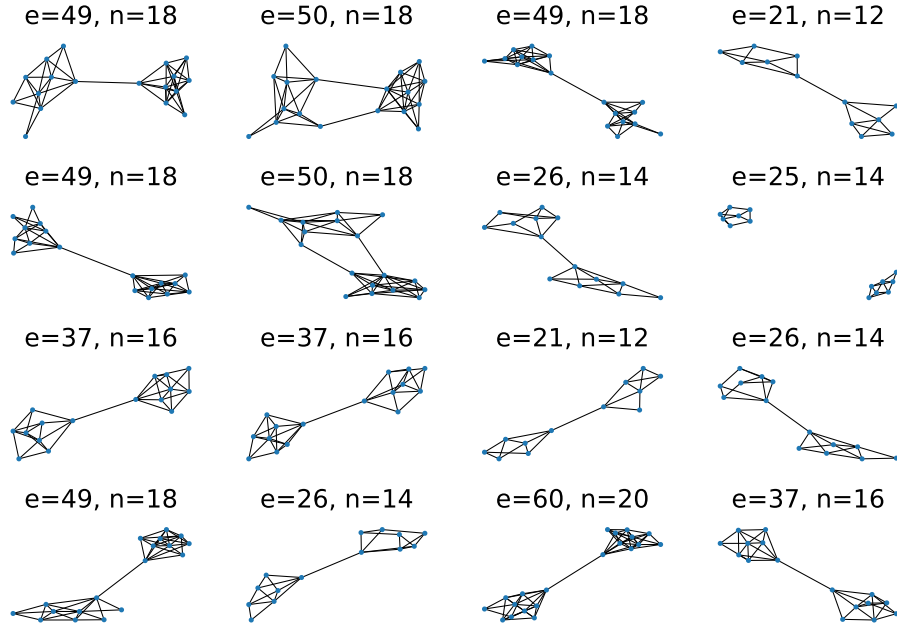 e=49, n=18 e=50, n=18 e=49, n=18 e=21, n=12
e=49, n=18 e=50, n=18 e=26, n=14 e=25, n=14
e=37, n=16 e=37, n=16 e=21, n=12 e=26, n=14
e=49, n=18 e=26, n=14 e=60, n=20 e=37, n=16